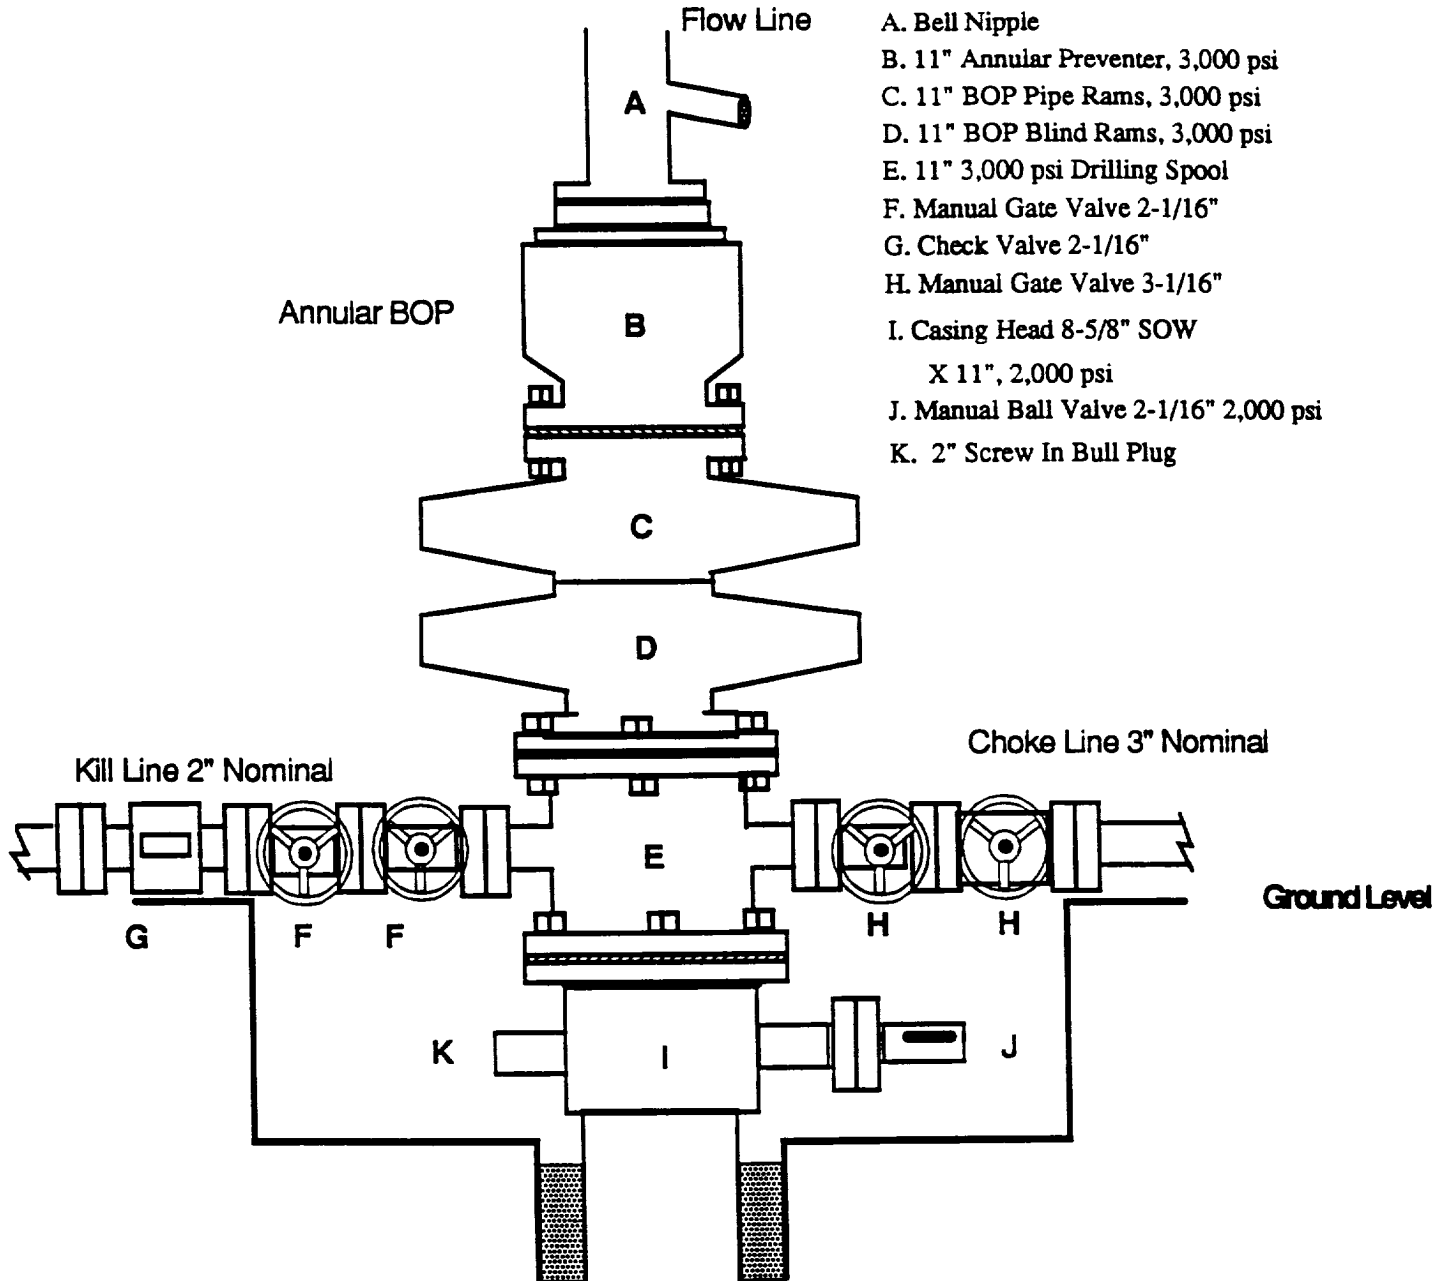 Flow Line
A. Bell Nipple
B. 11" Annular Preventer, 3,000 psi
C. 11" BOP Pipe Rams, 3,000 psi
D. 11" BOP Blind Rams, 3,000 psi
E. 11" 3,000 psi Drilling Spool
F. Manual Gate Valve 2-1/16"
G. Check Valve 2-1/16"
H. Manual Gate Valve 3-1/16"
I. Casing Head 8-5/8" SOW
X 11", 2,000 psi
J. Manual Ball Valve 2-1/16" 2,000 psi
K. 2" Screw In Bull Plug
A
Annular BOP
B
C
D
Kill Line 2" Nominal
Choke Line 3" Nominal
E
Ground Level
G
F
F
H
H
K
I
J